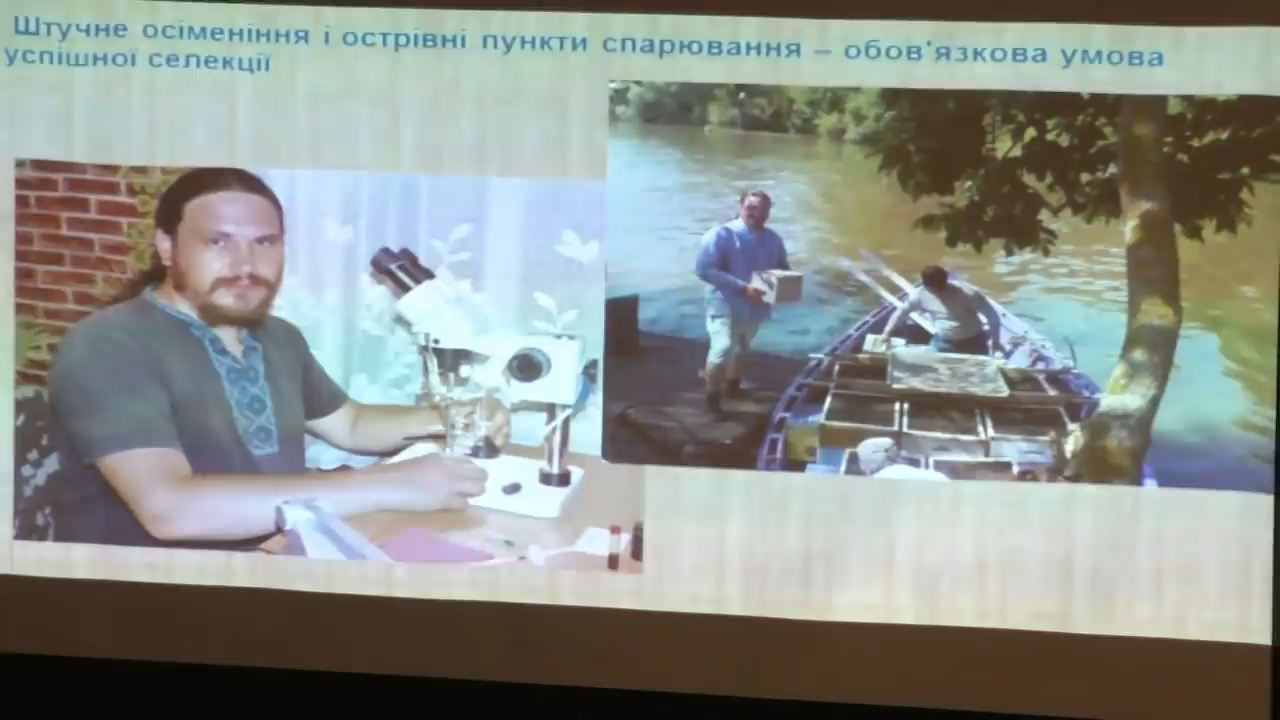 Штучне осіменіння і острівні пункти спарювання – обов'язкова умова
успішної селекції